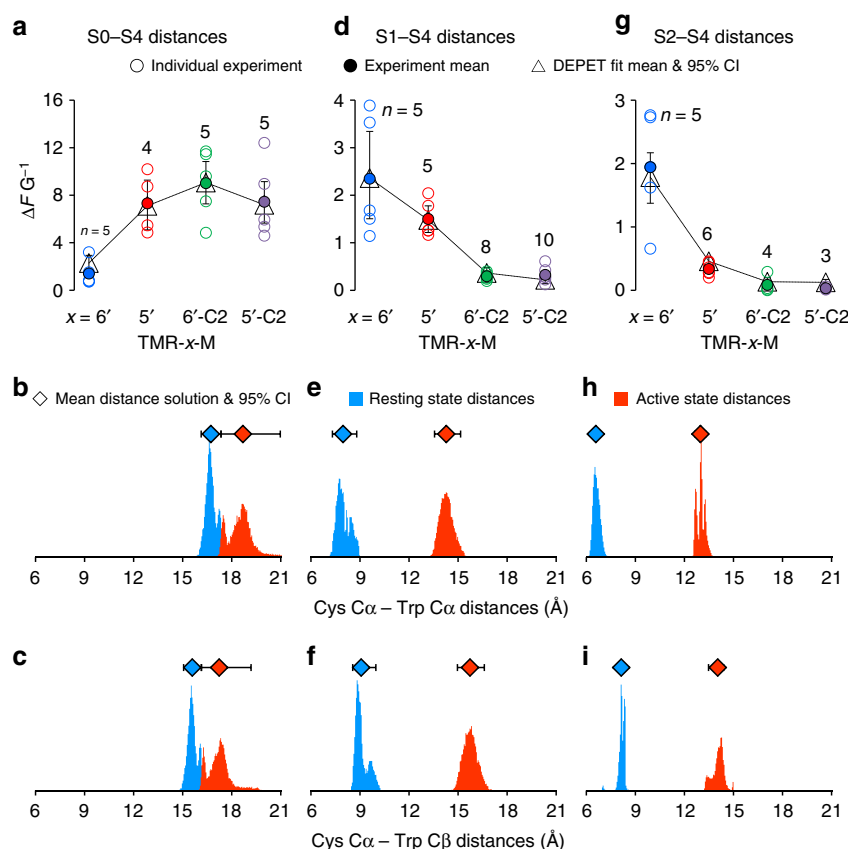 a
S0–S4 distances
d
S1–S4 distances
g
S2–S4 distances
Individual experiment
Experiment mean
DEPET fit mean & 95% CI
ΔF G⁻¹
16
12
8
4
0
n = 5
4
5
5
x = 6′ 5′ 6′-C2 5′-C2
TMR-x-M
4
3
2
1
0
n = 5
5
8
10
x = 6′ 5′ 6′-C2 5′-C2
TMR-x-M
3
2
1
0
n = 5
6
4
3
x = 6′ 5′ 6′-C2 5′-C2
TMR-x-M
b
Mean distance solution & 95% CI
e
Resting state distances
h
Active state distances
6 9 12 15 18 21
6 9 12 15 18 21
6 9 12 15 18 21
Cys Cα – Trp Cα distances (Å)
c
f
i
6 9 12 15 18 21
6 9 12 15 18 21
6 9 12 15 18 21
Cys Cα – Trp Cβ distances (Å)